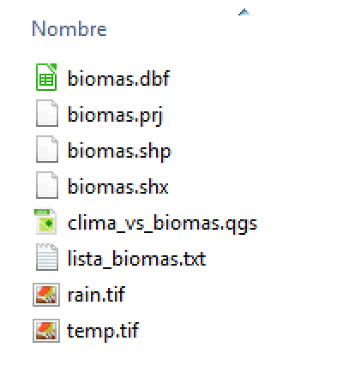 Nombre
biomas.dbf
biomas.prj
biomas.shp
biomas.shx
clima_vs_biomas.qgs
lista_biomas.txt
rain.tif
temp.tif